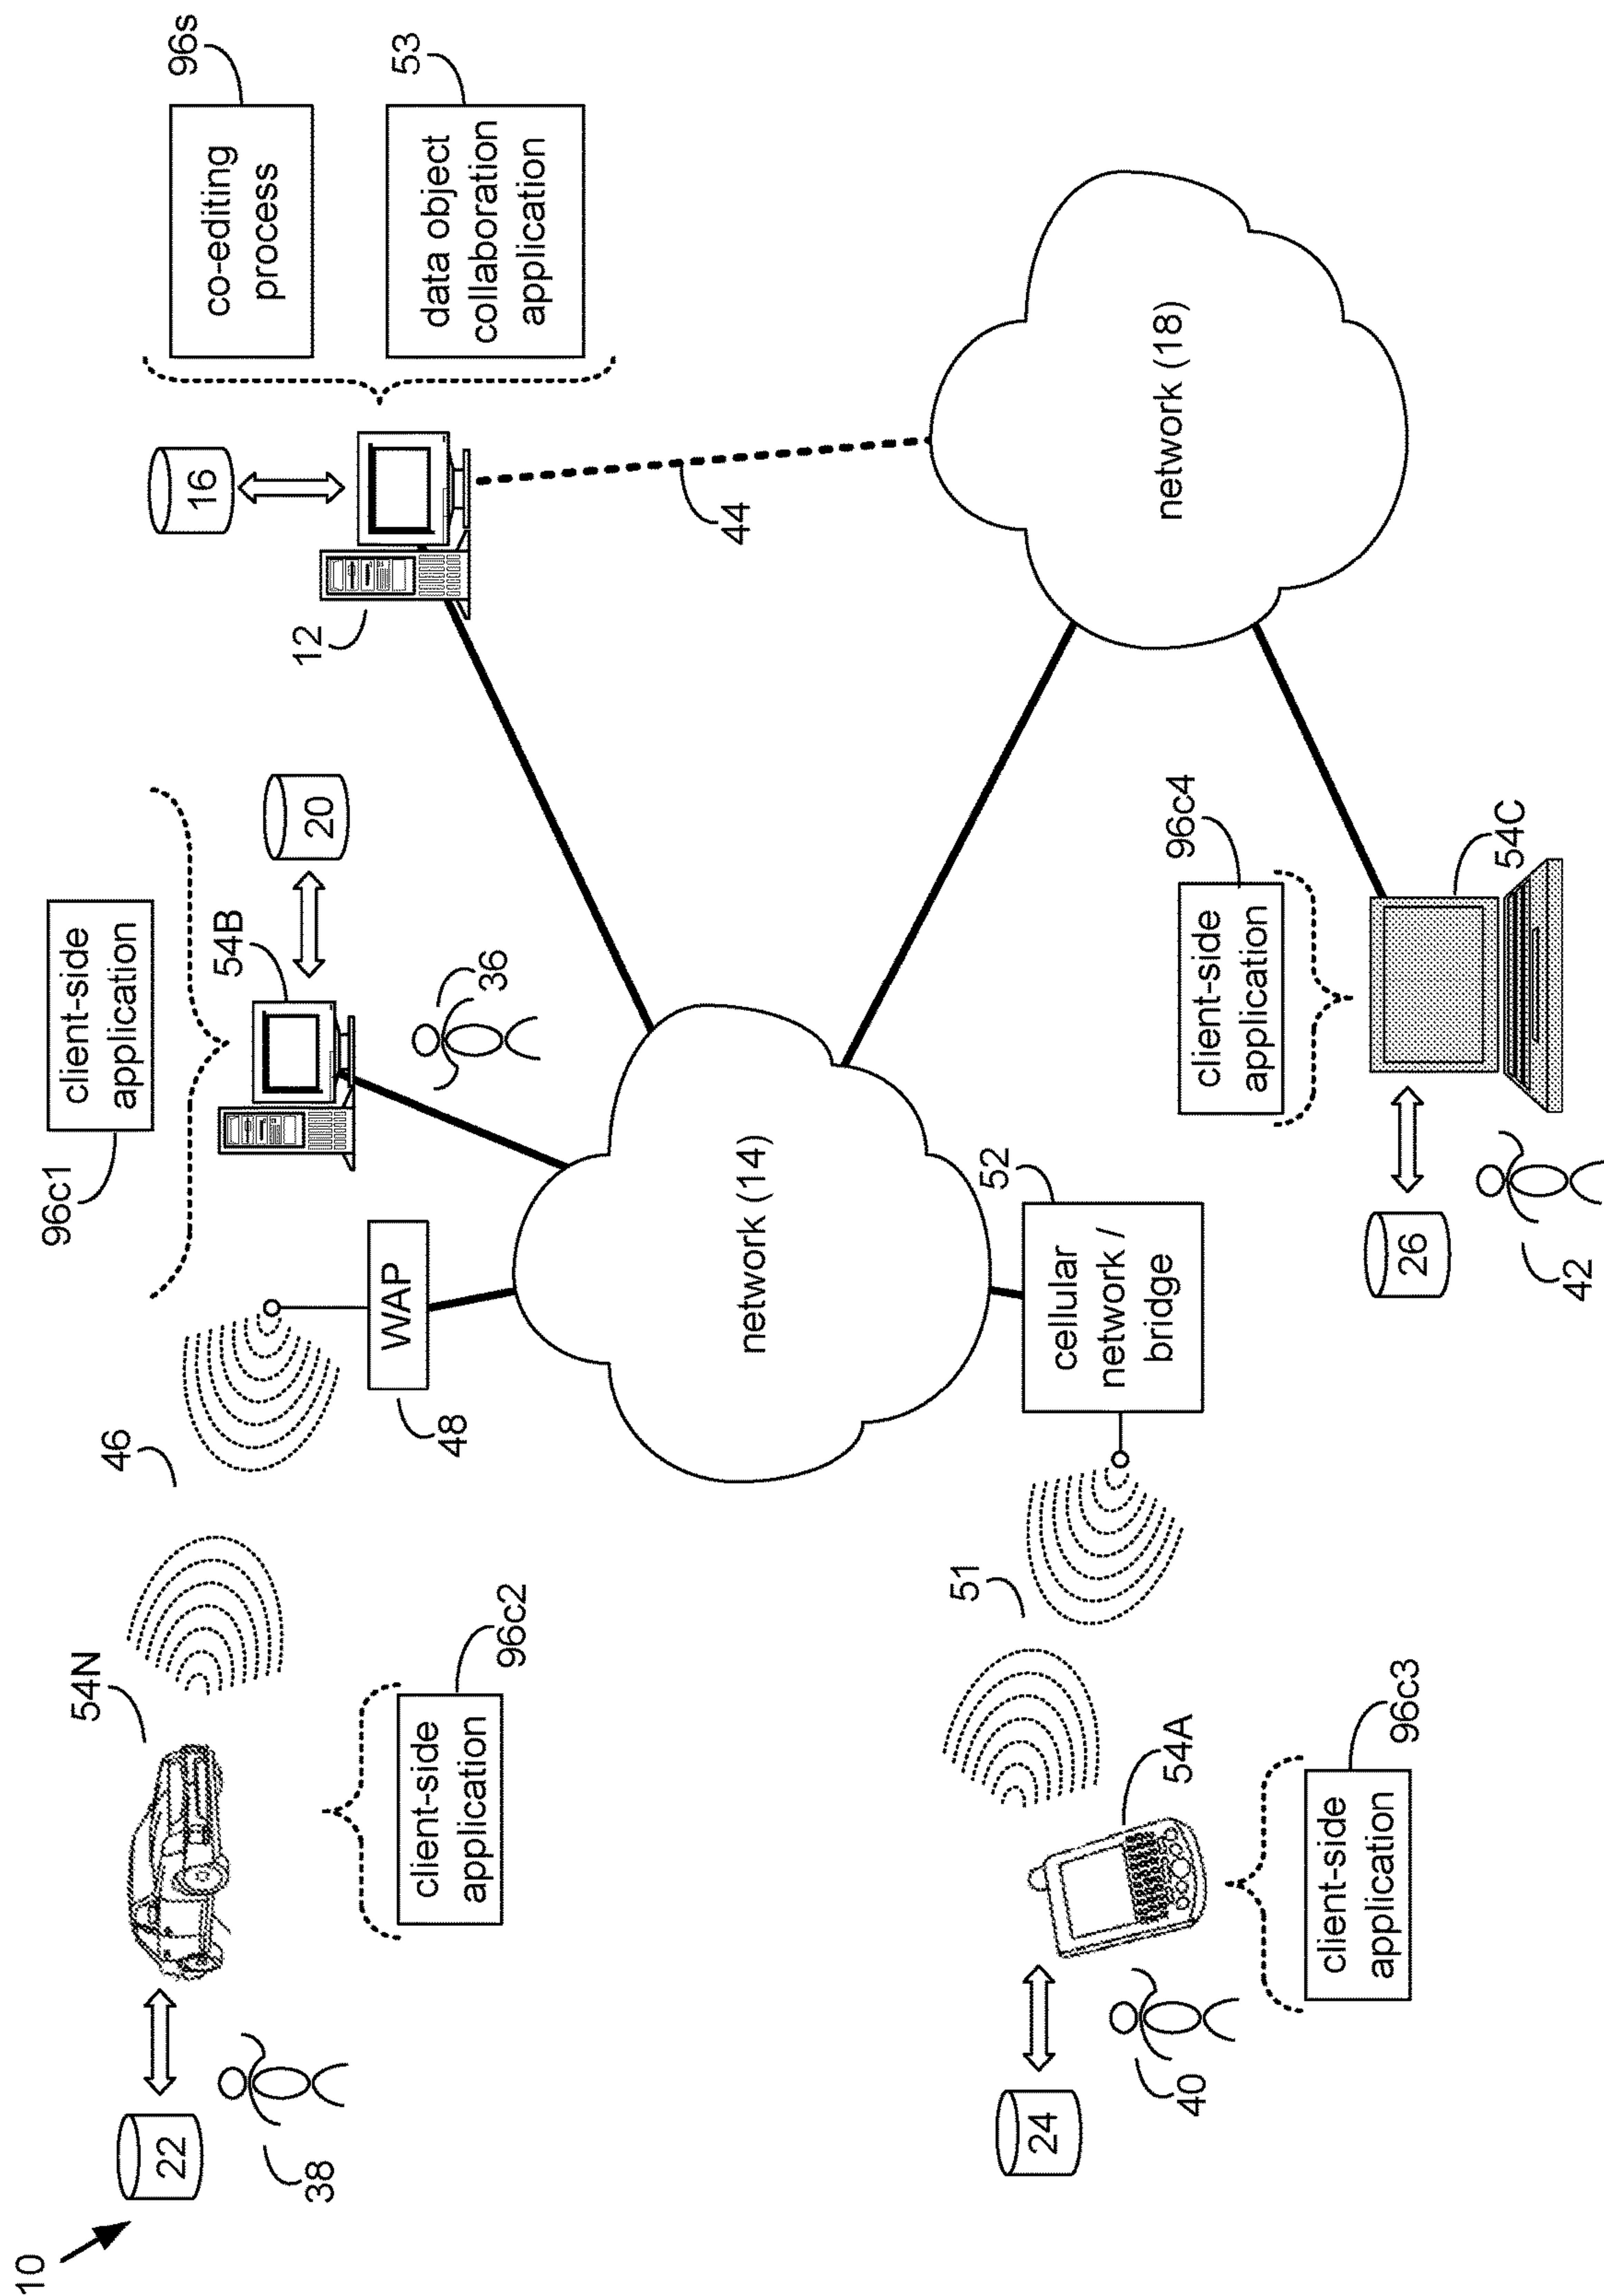 10
22
38
54N
46
client-side
application
96c2
96c1
client-side
application
54B
20
36
WAP
48
16
12
co-editing
process
96s
data object
collaboration
application
53
44
network (14)
network (18)
24
40
54A
51
client-side
application
96c3
cellular
network /
bridge
52
26
42
client-side
application
96c4
54C